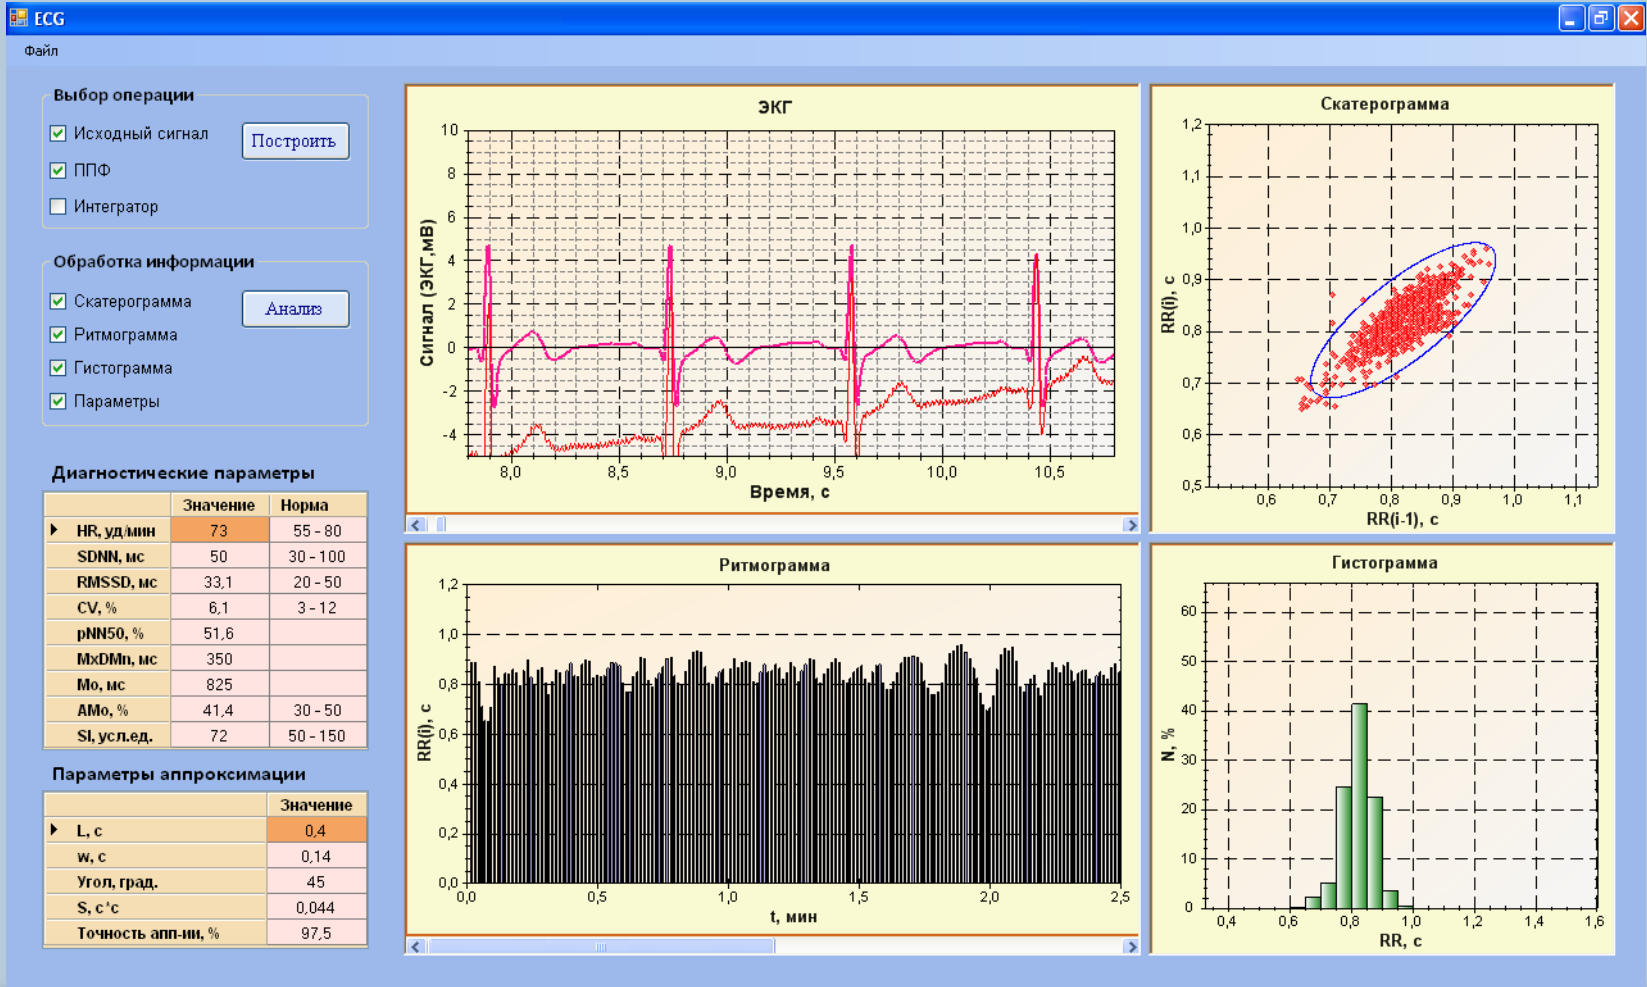 ECG
Файл
Выбор операции
Исходный сигнал
Построить
ППФ
Интегратор
Обработка информации
Скатерограмма
Анализ
Ритмограмма
Гистограмма
Параметры
Диагностические параметры
Значение Норма
HR, уд/мин 73 55 - 80
SDNN, мс 50 30 - 100
RMSSD, мс 33,1 20 - 50
CV, % 6,1 3 - 12
pNN50, % 51,6
MxDMn, мс 350
Mo, мс 825
AMo, % 41,4 30 - 50
SI, усл.ед. 72 50 - 150
Параметры аппроксимации
Значение
L, с 0,4
w, с 0,14
Угол, град. 45
S, с*с 0,044
Точность апп-ии, % 97,5
ЭКГ
Сигнал (ЭКГ,мВ)
10
8
6
4
2
0
-2
-4
8,0 8,5 9,0 9,5 10,0 10,5
Время, с
Скатерограмма
RR(i), с
1,2
1,1
1,0
0,9
0,8
0,7
0,6
0,5
0,6 0,7 0,8 0,9 1,0 1,1
RR(i-1), с
Ритмограмма
RR(i), с
1,2
1,0
0,8
0,6
0,4
0,2
0,0
0,0 0,5 1,0 1,5 2,0 2,5
t, мин
Гистограмма
N, %
60
50
40
30
20
10
0
0,4 0,6 0,8 1,0 1,2 1,4 1,6
RR, с